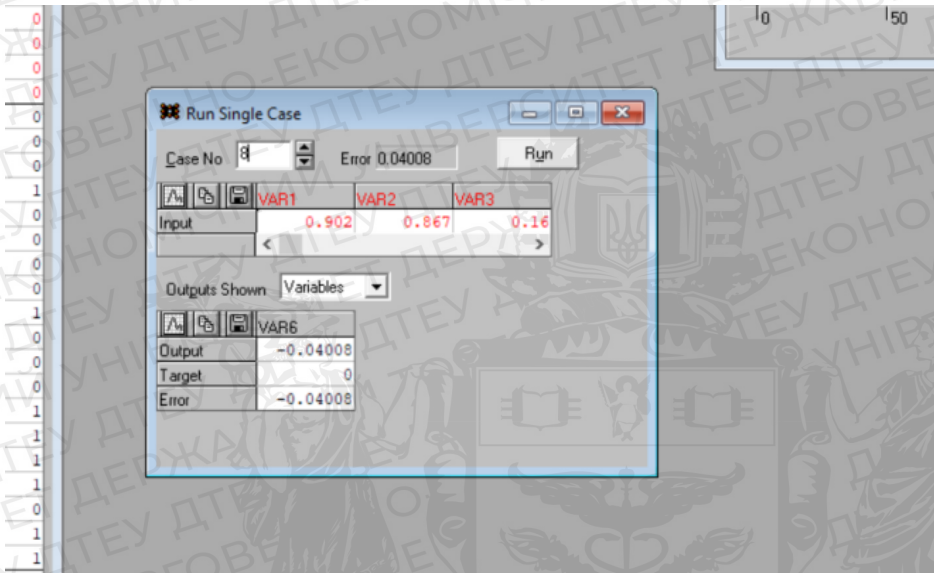 0 50
0
0
0
0
0
0
0
1
0
0
0
0
1
0
0
1
1
1
1
0
1
1
Run Single Case
Case No 8 Error 0.04008 Run
VAR1 VAR2 VAR3
Input 0.902 0.867 0.16
Outputs Shown Variables
VAR6
Output -0.04008
Target 0
Error -0.04008